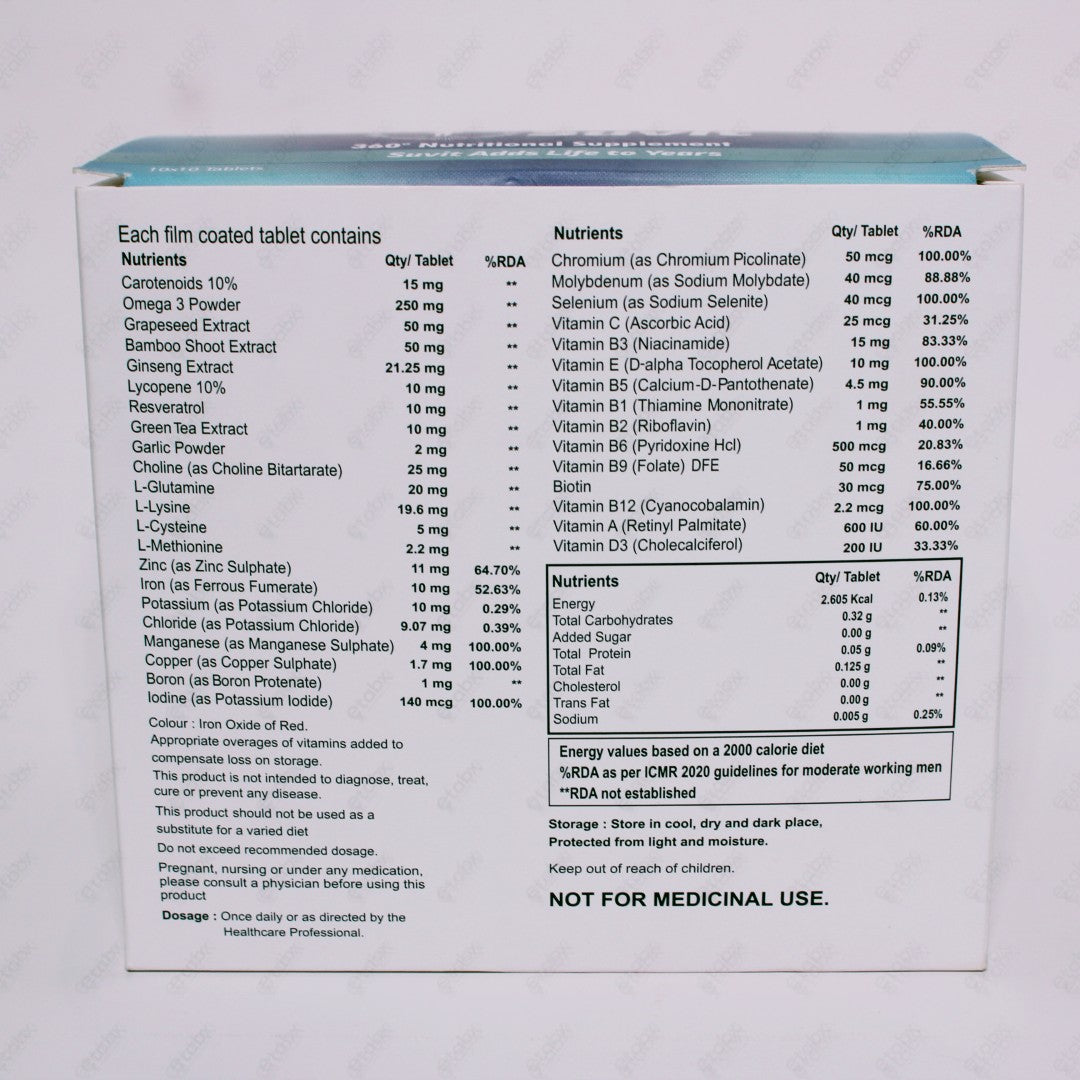 360° Nutritional Supplement
Suvit Adds Life to Years
10x10 Tablets
Each film coated tablet contains
Nutrients Qty/ Tablet %RDA
Carotenoids 10% 15 mg **
Omega 3 Powder 250 mg **
Grapeseed Extract 50 mg **
Bamboo Shoot Extract 50 mg **
Ginseng Extract 21.25 mg **
Lycopene 10% 10 mg **
Resveratrol 10 mg **
Green Tea Extract 10 mg **
Garlic Powder 2 mg **
Choline (as Choline Bitartarate) 25 mg **
L-Glutamine 20 mg **
L-Lysine 19.6 mg **
L-Cysteine 5 mg **
L-Methionine 2.2 mg **
Zinc (as Zinc Sulphate) 11 mg 64.70%
Iron (as Ferrous Fumerate) 10 mg 52.63%
Potassium (as Potassium Chloride) 10 mg 0.29%
Chloride (as Potassium Chloride) 9.07 mg 0.39%
Manganese (as Manganese Sulphate) 4 mg 100.00%
Copper (as Copper Sulphate) 1.7 mg 100.00%
Boron (as Boron Protenate) 1 mg **
Iodine (as Potassium Iodide) 140 mcg 100.00%
Colour : Iron Oxide of Red.
Appropriate overages of vitamins added to
compensate loss on storage.
This product is not intended to diagnose, treat,
cure or prevent any disease.
This product should not be used as a
substitute for a varied diet
Do not exceed recommended dosage.
Pregnant, nursing or under any medication,
please consult a physician before using this
product
Dosage : Once daily or as directed by the
Healthcare Professional.
Nutrients Qty/ Tablet %RDA
Chromium (as Chromium Picolinate) 50 mcg 100.00%
Molybdenum (as Sodium Molybdate) 40 mcg 88.88%
Selenium (as Sodium Selenite) 40 mcg 100.00%
Vitamin C (Ascorbic Acid) 25 mcg 31.25%
Vitamin B3 (Niacinamide) 15 mg 83.33%
Vitamin E (D-alpha Tocopherol Acetate) 10 mg 100.00%
Vitamin B5 (Calcium-D-Pantothenate) 4.5 mg 90.00%
Vitamin B1 (Thiamine Mononitrate) 1 mg 55.55%
Vitamin B2 (Riboflavin) 1 mg 40.00%
Vitamin B6 (Pyridoxine Hcl) 500 mcg 20.83%
Vitamin B9 (Folate) DFE 50 mcg 16.66%
Biotin 30 mcg 75.00%
Vitamin B12 (Cyanocobalamin) 2.2 mcg 100.00%
Vitamin A (Retinyl Palmitate) 600 IU 60.00%
Vitamin D3 (Cholecalciferol) 200 IU 33.33%
Nutrients Qty/ Tablet %RDA
Energy 2.605 Kcal 0.13%
Total Carbohydrates 0.32 g **
Added Sugar 0.00 g **
Total Protein 0.05 g 0.09%
Total Fat 0.125 g **
Cholesterol 0.00 g **
Trans Fat 0.00 g **
Sodium 0.005 g 0.25%
Energy values based on a 2000 calorie diet
%RDA as per ICMR 2020 guidelines for moderate working men
**RDA not established
Storage : Store in cool, dry and dark place,
Protected from light and moisture.
Keep out of reach of children.
NOT FOR MEDICINAL USE.